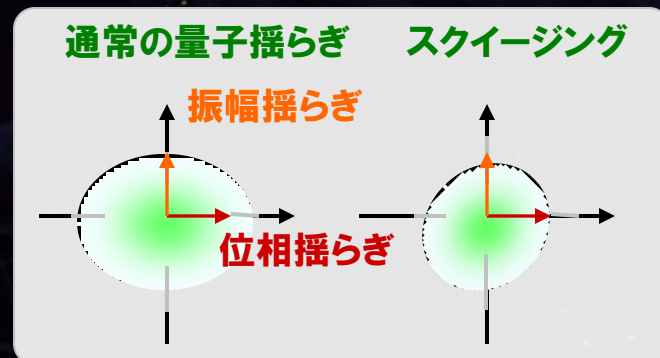 通常の量子揺らぎ
スクイージング
振幅揺らぎ
位相揺らぎ